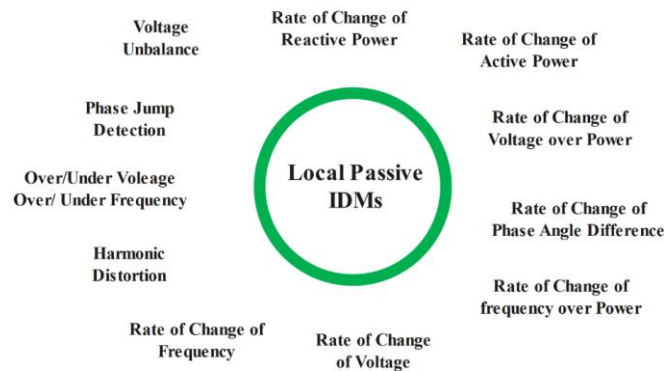 Voltage
Unbalance
Rate of Change of
Reactive Power
Rate of Change of
Active Power
Phase Jump
Detection
Rate of Change of
Voltage over Power
Local Passive
IDMs
Over/Under Voleage
Over/ Under Frequency
Rate of Change of
Phase Angle Difference
Harmonic
Distortion
Rate of Change of
frequency over Power
Rate of Change of
Frequency
Rate of Change
of Voltage